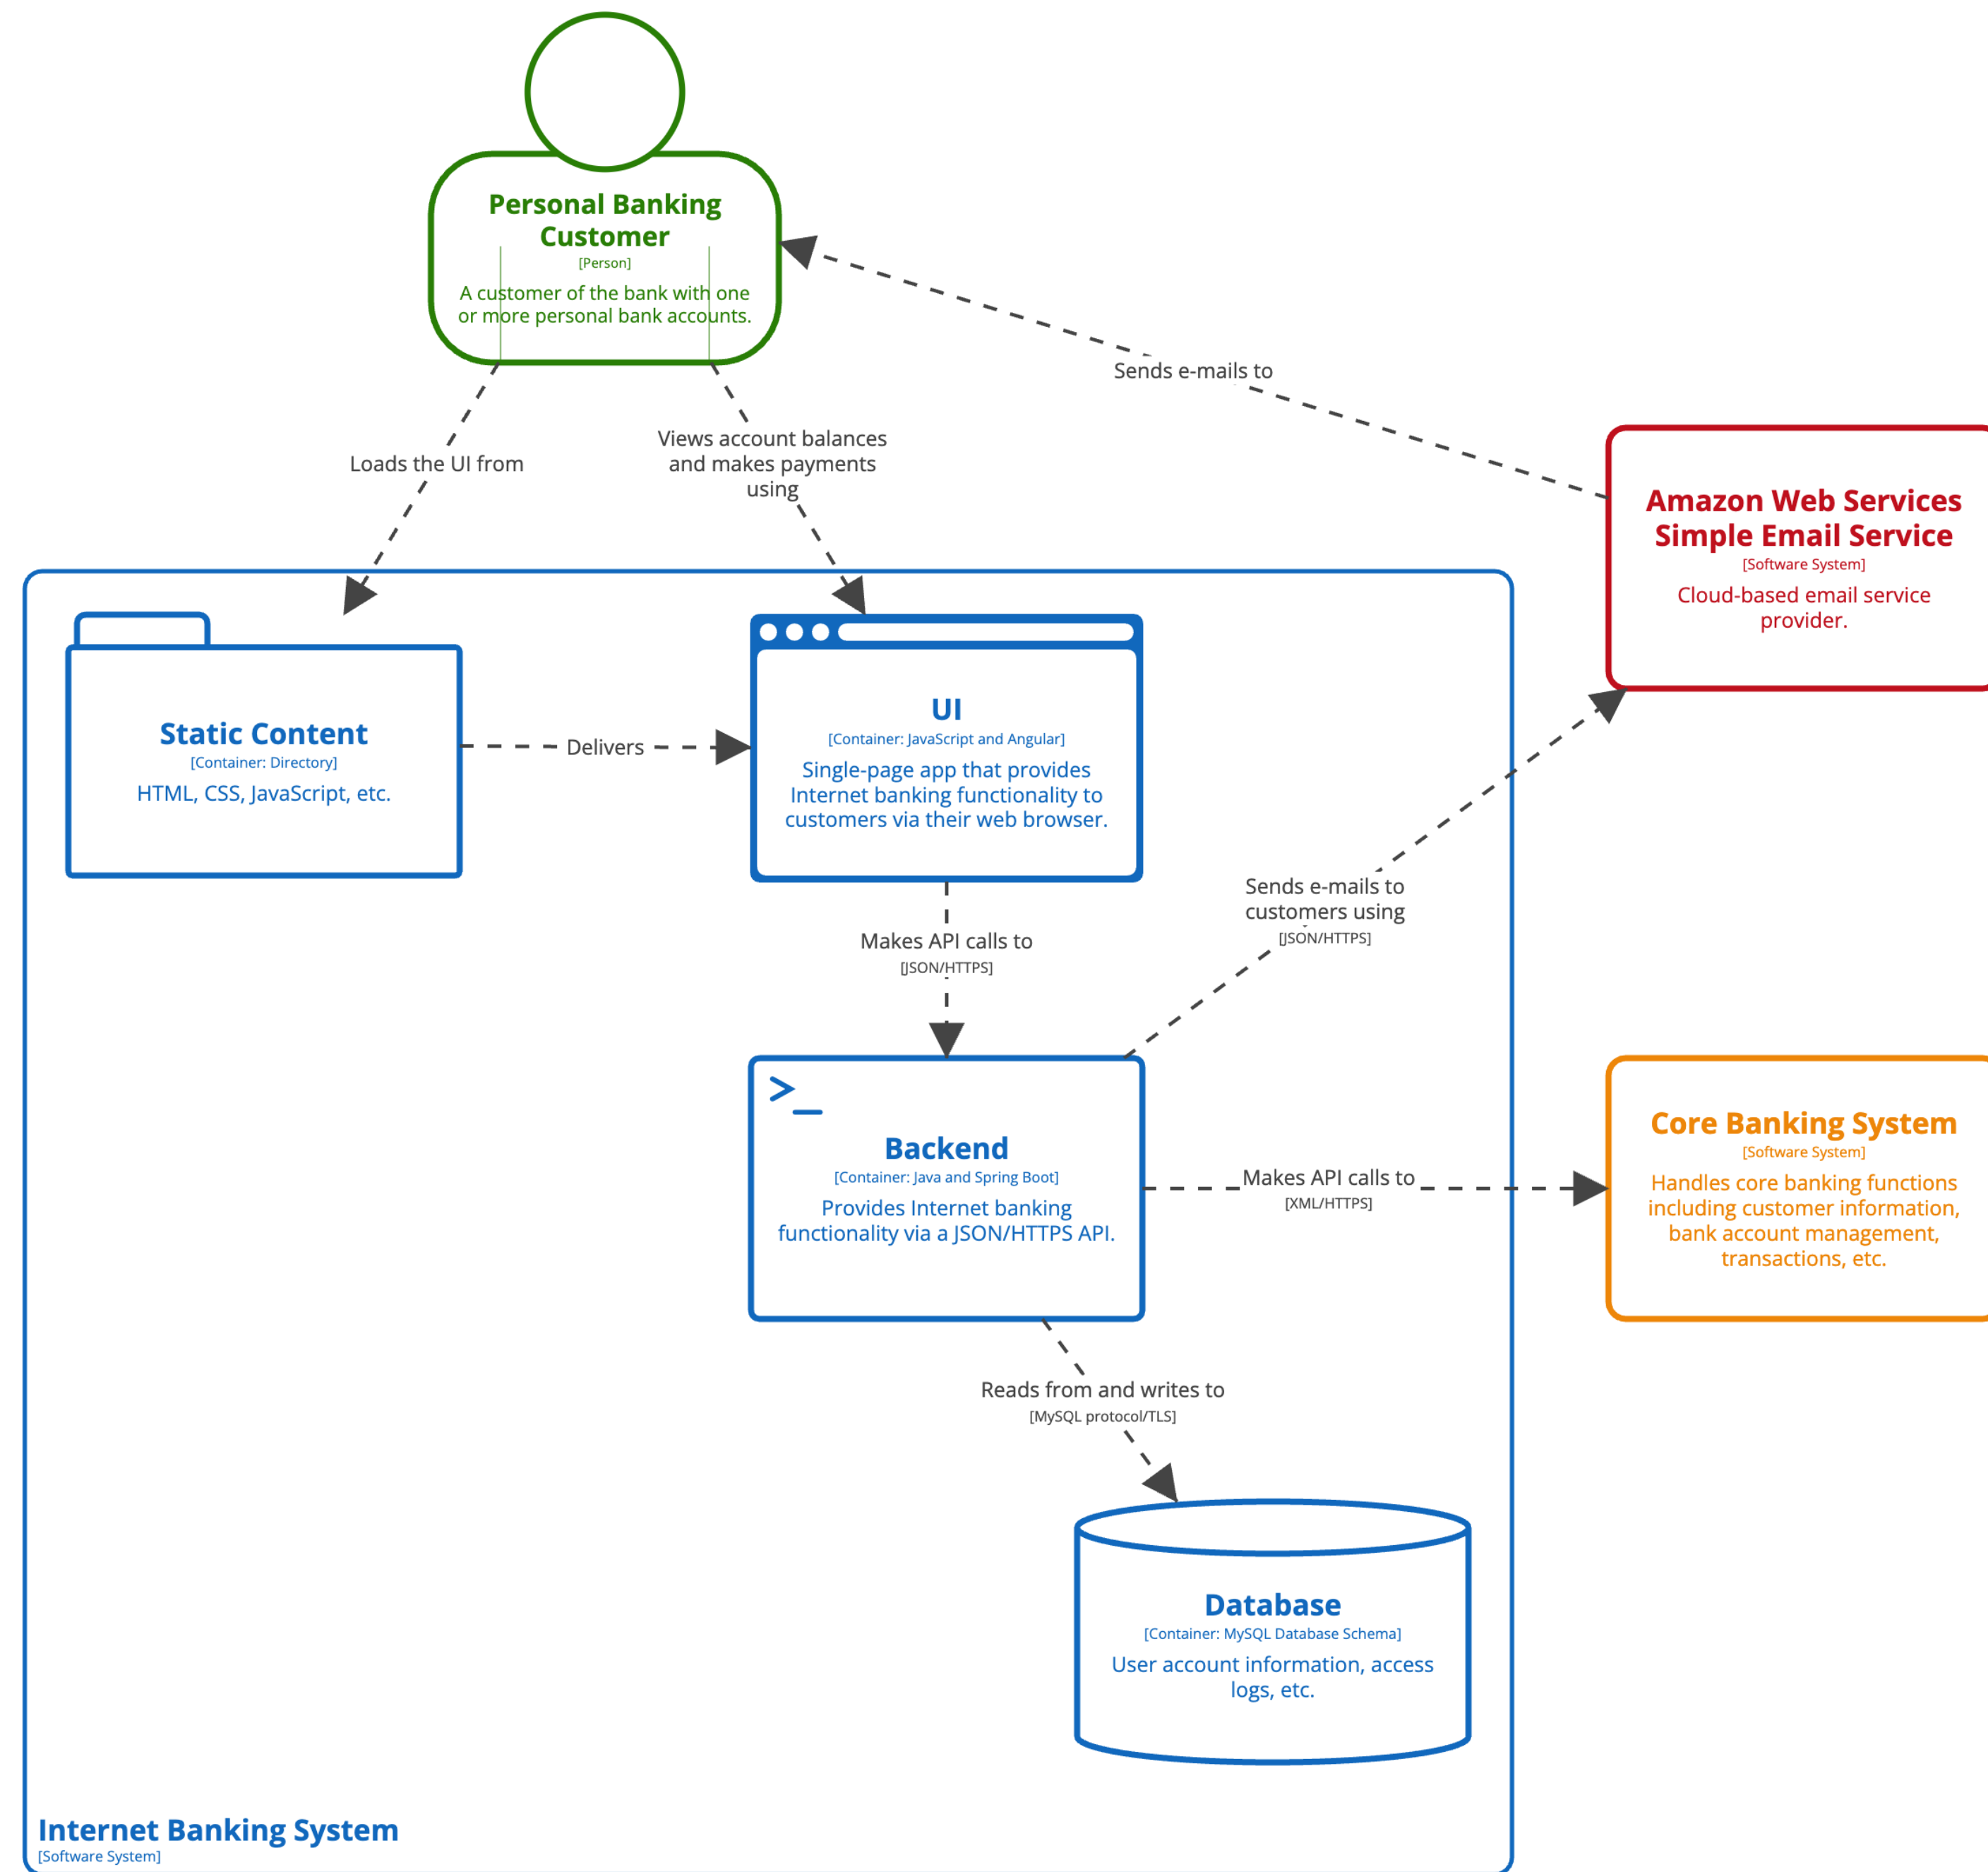 Personal Banking
Customer
[Person]
A customer of the bank with one
or more personal bank accounts.
Sends e-mails to
Loads the UI from
Views account balances
and makes payments
using
Amazon Web Services
Simple Email Service
[Software System]
Cloud-based email service
provider.
Static Content
[Container: Directory]
HTML, CSS, JavaScript, etc.
Delivers
UI
[Container: JavaScript and Angular]
Single-page app that provides
Internet banking functionality to
customers via their web browser.
Makes API calls to
[JSON/HTTPS]
Sends e-mails to
customers using
[JSON/HTTPS]
>_
Backend
[Container: Java and Spring Boot]
Provides Internet banking
functionality via a JSON/HTTPS API.
Makes API calls to
[XML/HTTPS]
Core Banking System
[Software System]
Handles core banking functions
including customer information,
bank account management,
transactions, etc.
Reads from and writes to
[MySQL protocol/TLS]
Database
[Container: MySQL Database Schema]
User account information, access
logs, etc.
Internet Banking System
[Software System]